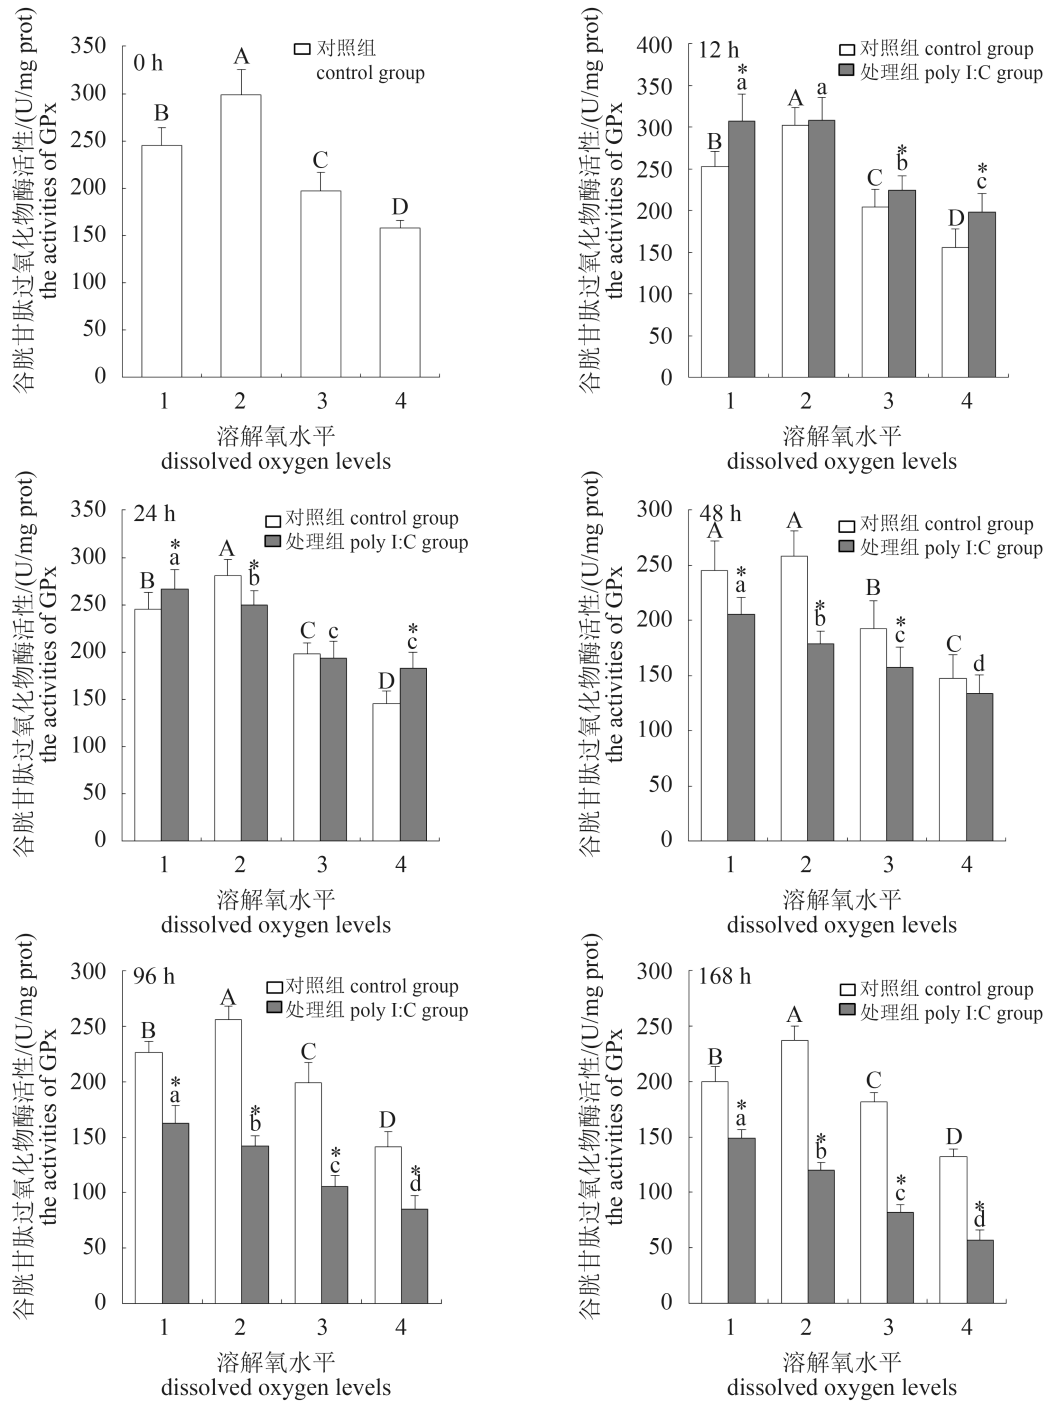 谷胱甘肽过氧化物酶活性/(U/mg prot)
the activities of GPx
0 h
对照组
control group
350
300
250
200
150
100
50
0
B
A
C
D
1 2 3 4
溶解氧水平
dissolved oxygen levels
谷胱甘肽过氧化物酶活性/(U/mg prot)
the activities of GPx
12 h
对照组 control group
处理组 poly I:C group
400
350
300
250
200
150
100
50
0
B
*
a
A
a
C
*
b
D
*
c
1 2 3 4
溶解氧水平
dissolved oxygen levels
谷胱甘肽过氧化物酶活性/(U/mg prot)
the activities of GPx
24 h
对照组 control group
处理组 poly I:C group
350
300
250
200
150
100
50
0
B
*
a
A
*
b
C
c
D
*
c
1 2 3 4
溶解氧水平
dissolved oxygen levels
谷胱甘肽过氧化物酶活性/(U/mg prot)
the activities of GPx
48 h
对照组 control group
处理组 poly I:C group
300
250
200
150
100
50
0
A
*
a
A
*
b
B
*
c
C
d
1 2 3 4
溶解氧水平
dissolved oxygen levels
谷胱甘肽过氧化物酶活性/(U/mg prot)
the activities of GPx
96 h
对照组 control group
处理组 poly I:C group
300
250
200
150
100
50
0
B
*
a
A
*
b
C
*
c
D
*
d
1 2 3 4
溶解氧水平
dissolved oxygen levels
谷胱甘肽过氧化物酶活性/(U/mg prot)
the activities of GPx
168 h
对照组 control group
处理组 poly I:C group
300
250
200
150
100
50
0
B
*
a
A
*
b
C
*
c
D
*
d
1 2 3 4
溶解氧水平
dissolved oxygen levels